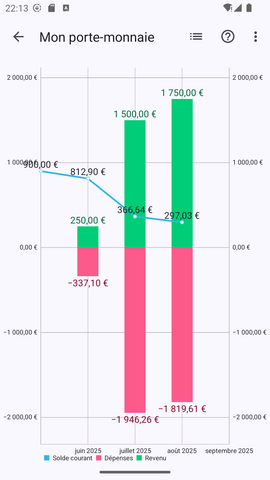 22:13
Mon porte-monnaie
2 000,00 € 2 000,00 €
1 750,00 €
1 500,00 €
1 000,00 € 1 000,00 €
900,00 €
812,90 €
366,64 €
297,03 €
250,00 €
0,00 € 0,00 €
−337,10 €
−1 000,00 € −1 000,00 €
−1 819,61 €
−1 946,26 €
−2 000,00 € −2 000,00 €
juin 2025 juillet 2025 août 2025 septembre 2025
Solde courant Dépenses Revenu